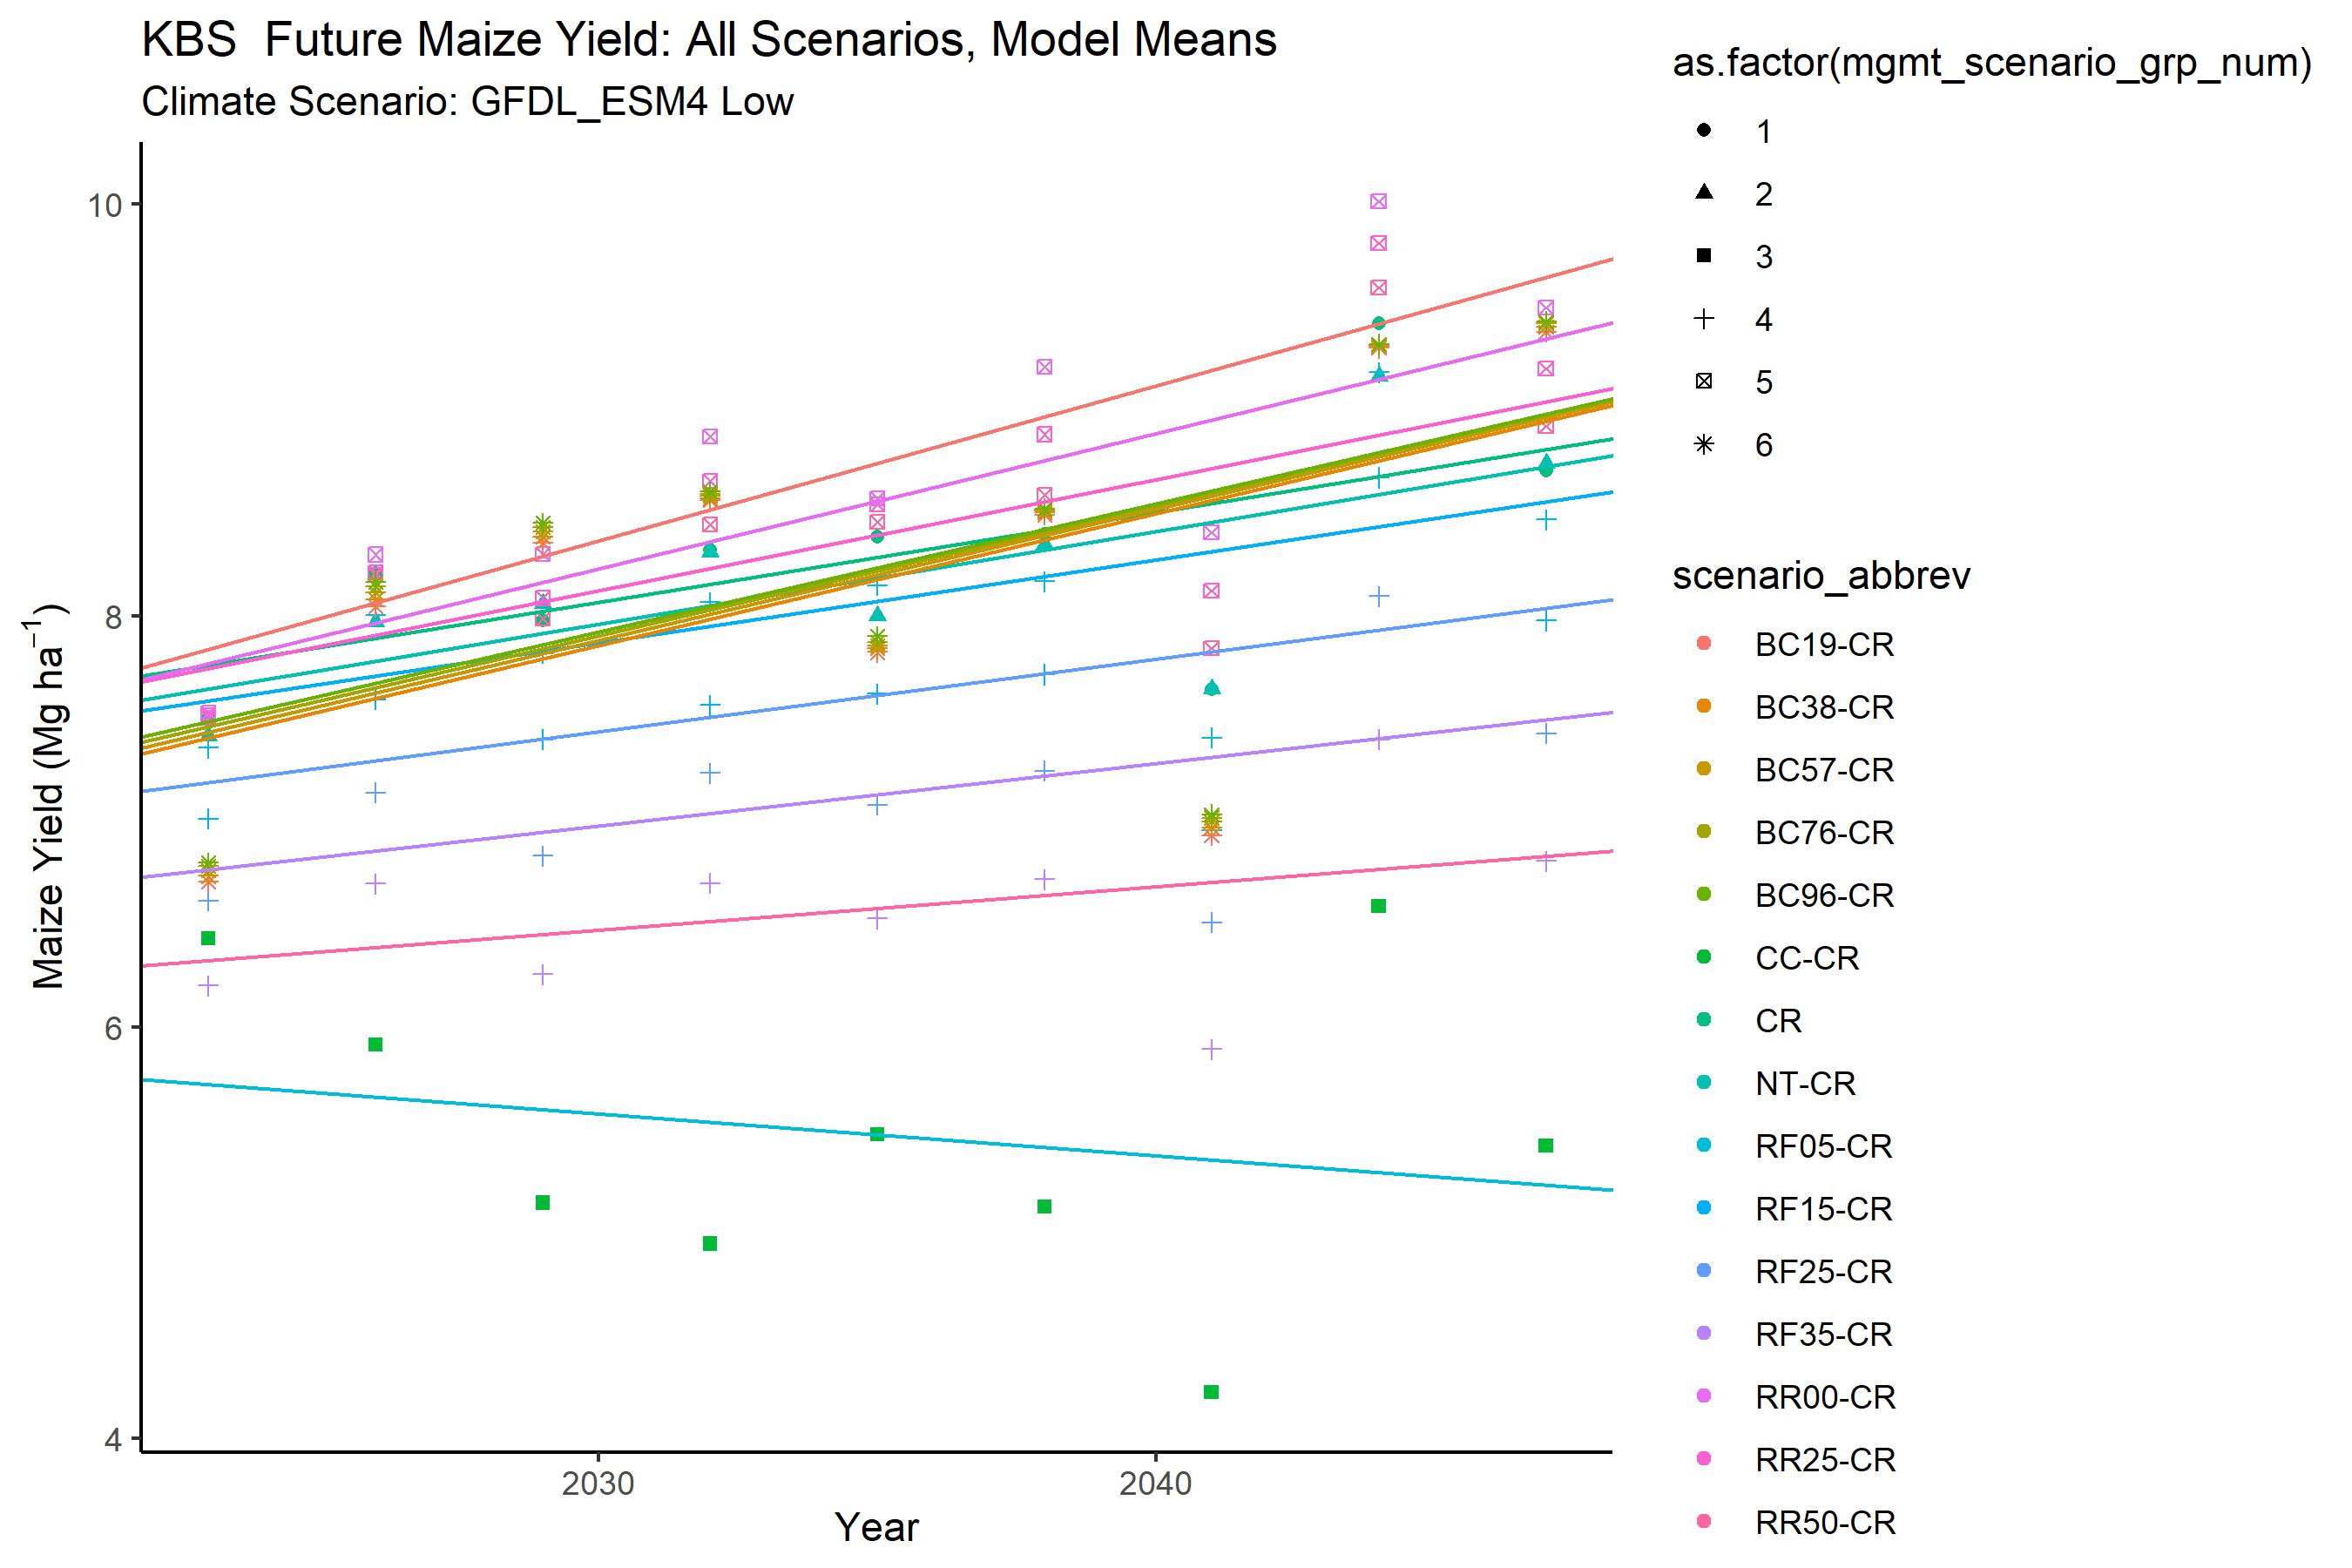 KBS  Future Maize Yield: All Scenarios, Model Means
Climate Scenario: GFDL_ESM4 Low
Maize Yield (Mg ha⁻¹)
10
8
6
4
2030
2040
Year
as.factor(mgmt_scenario_grp_num)
1
2
3
4
5
6
scenario_abbrev
BC19-CR
BC38-CR
BC57-CR
BC76-CR
BC96-CR
CC-CR
CR
NT-CR
RF05-CR
RF15-CR
RF25-CR
RF35-CR
RR00-CR
RR25-CR
RR50-CR